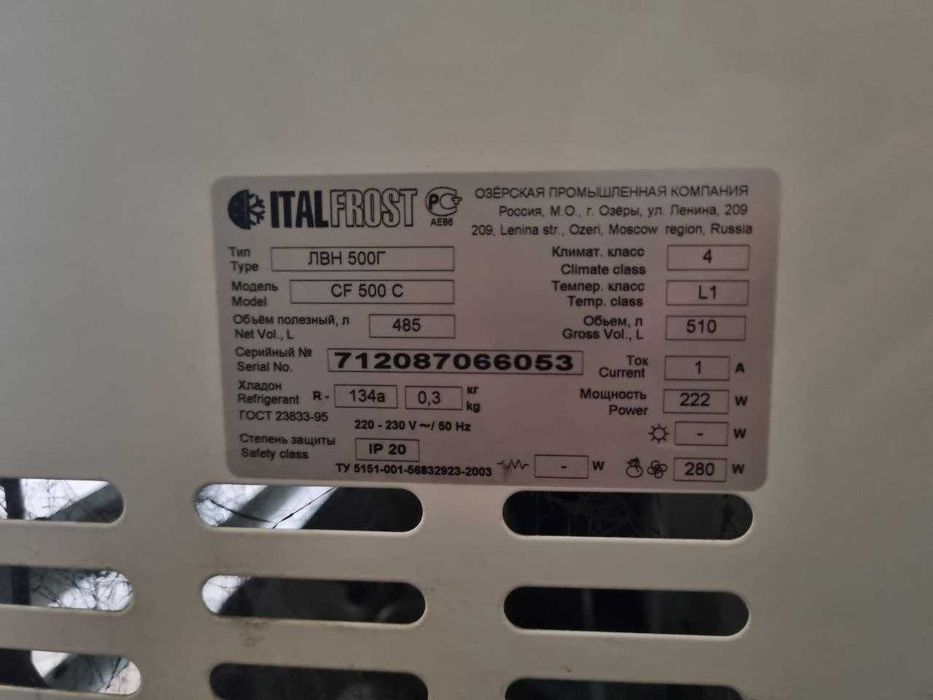 ITALFROST РСТ АЕ86
ОЗЁРСКАЯ ПРОМЫШЛЕННАЯ КОМПАНИЯ
Россия, М.О., г. Озёры, ул. Ленина, 209
209, Lenina str., Ozeri, Moscow region, Russia
Тип
Type
ЛВН 500Г
Климат. класс
Climate class
4
Модель
Model
CF 500 C
Темпер. класс
Temp. class
L1
Объём полезный, л
Net Vol., L
485
Обьем, л
Gross Vol., L
510
Серийный №
Serial No.
712087066053
Ток
Current
1 A
Хладон
Refrigerant
R - 134a
0,3
кг
kg
Мощность
Power
222 W
ГОСТ 23833-95
220 - 230 V ~/ 50 Hz
- W
Степень защиты
Safety class
IP 20
ТУ 5151-001-56832923-2003
- W
280 W